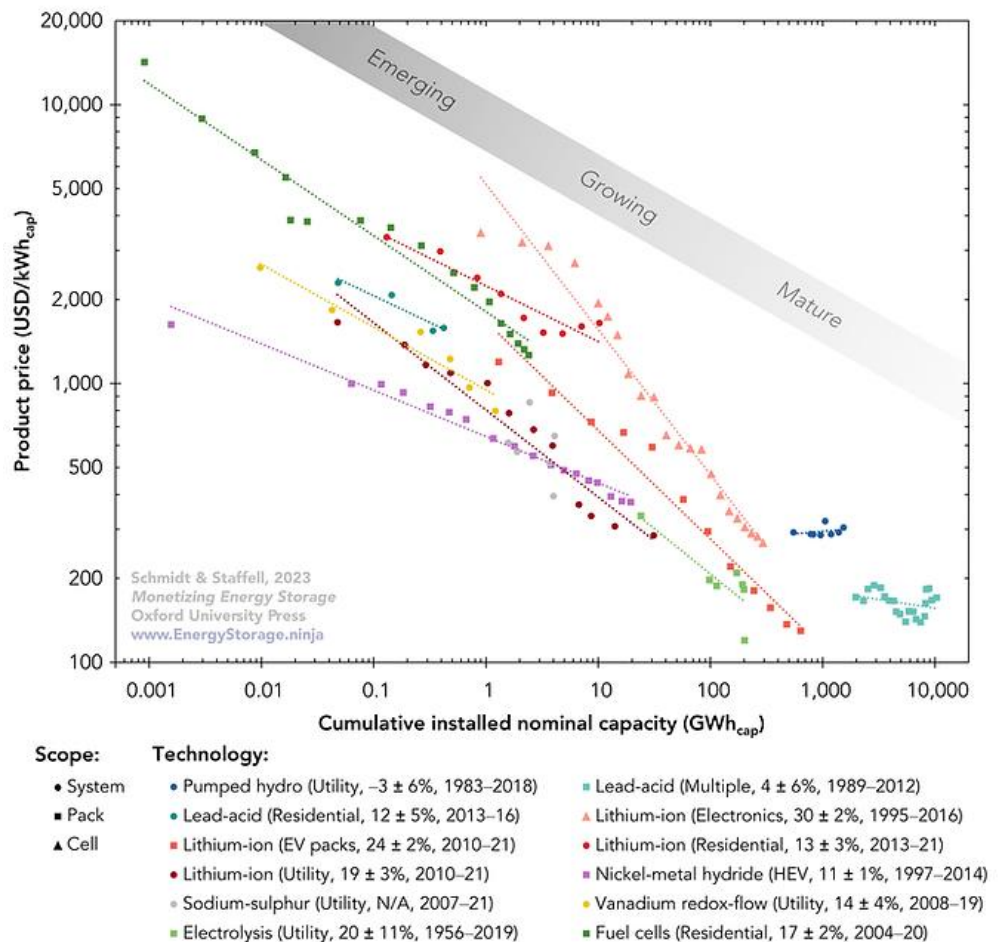 20,000
10,000
5,000
2,000
1,000
500
200
100
Product price (USD/kWhcap)
Emerging
Growing
Mature
Schmidt & Staffell, 2023
Monetizing Energy Storage
Oxford University Press
www.EnergyStorage.ninja
0.001 0.01 0.1 1 10 100 1,000 10,000
Cumulative installed nominal capacity (GWhcap)
Scope:
System
Pack
Cell
Technology:
Pumped hydro (Utility, –3 ± 6%, 1983–2018)
Lead-acid (Residential, 12 ± 5%, 2013–16)
Lithium-ion (EV packs, 24 ± 2%, 2010–21)
Lithium-ion (Utility, 19 ± 3%, 2010–21)
Sodium-sulphur (Utility, N/A, 2007–21)
Electrolysis (Utility, 20 ± 11%, 1956–2019)
Lead-acid (Multiple, 4 ± 6%, 1989–2012)
Lithium-ion (Electronics, 30 ± 2%, 1995–2016)
Lithium-ion (Residential, 13 ± 3%, 2013–21)
Nickel-metal hydride (HEV, 11 ± 1%, 1997–2014)
Vanadium redox-flow (Utility, 14 ± 4%, 2008–19)
Fuel cells (Residential, 17 ± 2%, 2004–20)